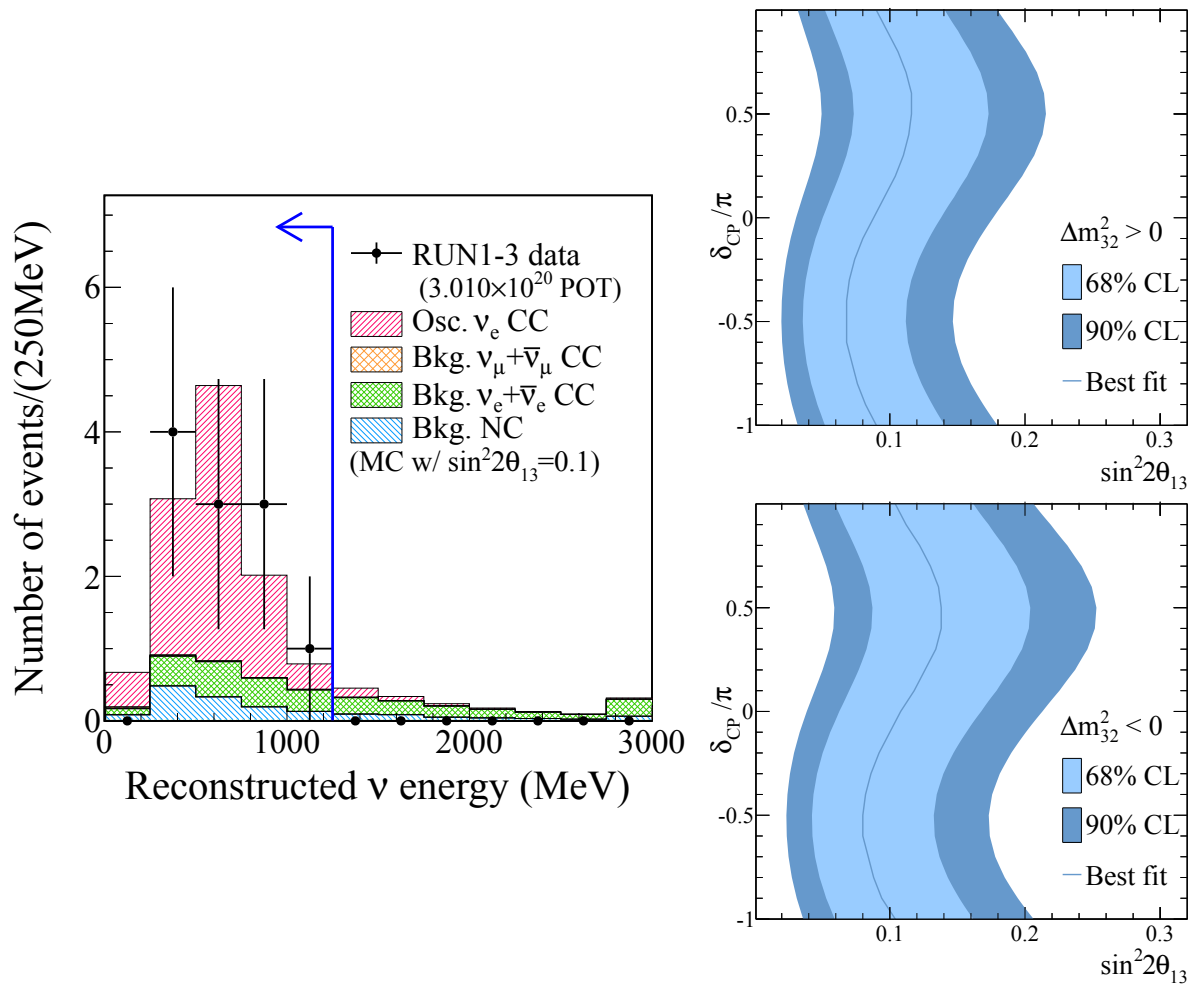 Number of events/(250MeV)
6
4
2
0
0
1000
2000
3000
Reconstructed ν energy (MeV)
RUN1-3 data
(3.010×10²⁰ POT)
Osc. νₑ CC
Bkg. ν_μ+ν̄_μ CC
Bkg. νₑ+ν̄ₑ CC
Bkg. NC
(MC w/ sin²2θ₁₃=0.1)
δ_CP/π
0.5
0
-0.5
-1
0.1
0.2
0.3
sin²2θ₁₃
Δm²₃₂ > 0
68% CL
90% CL
Best fit
δ_CP/π
0.5
0
-0.5
-1
0.1
0.2
0.3
sin²2θ₁₃
Δm²₃₂ < 0
68% CL
90% CL
Best fit